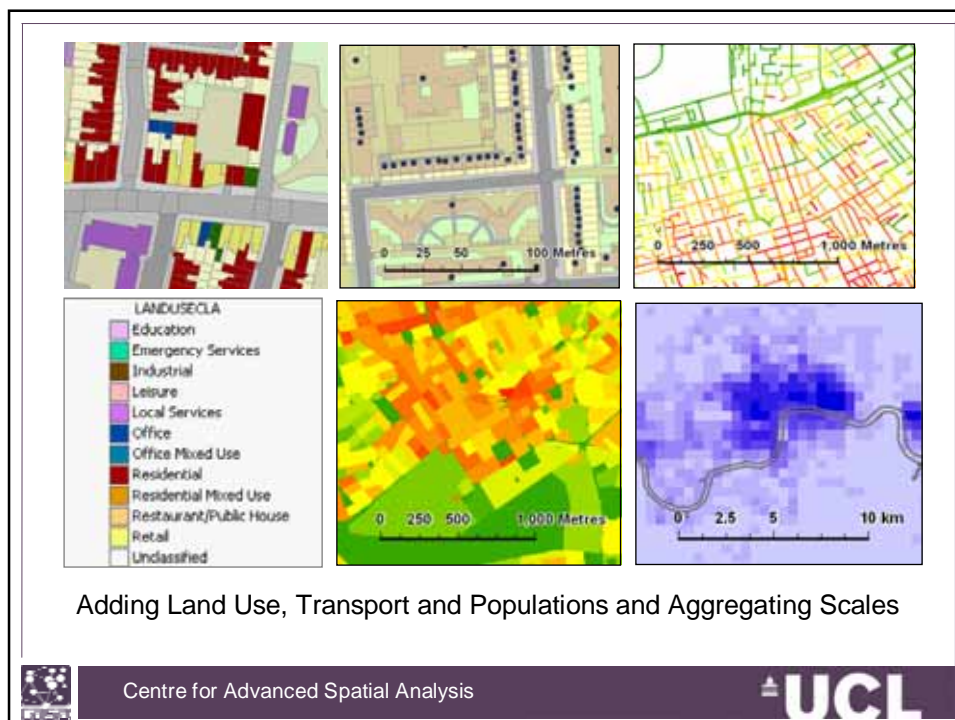 0 25 50 100 Metres
0 250 500 1,000 Metres
LANDUSECLA
Education
Emergency Services
Industrial
Leisure
Local Services
Office
Office Mixed Use
Residential
Residential Mixed Use
Restaurant/Public House
Retail
Unclassified
0 250 500 1,000 Metres
0 2.5 5 10 km
Adding Land Use, Transport and Populations and Aggregating Scales
Centre for Advanced Spatial Analysis
UCL